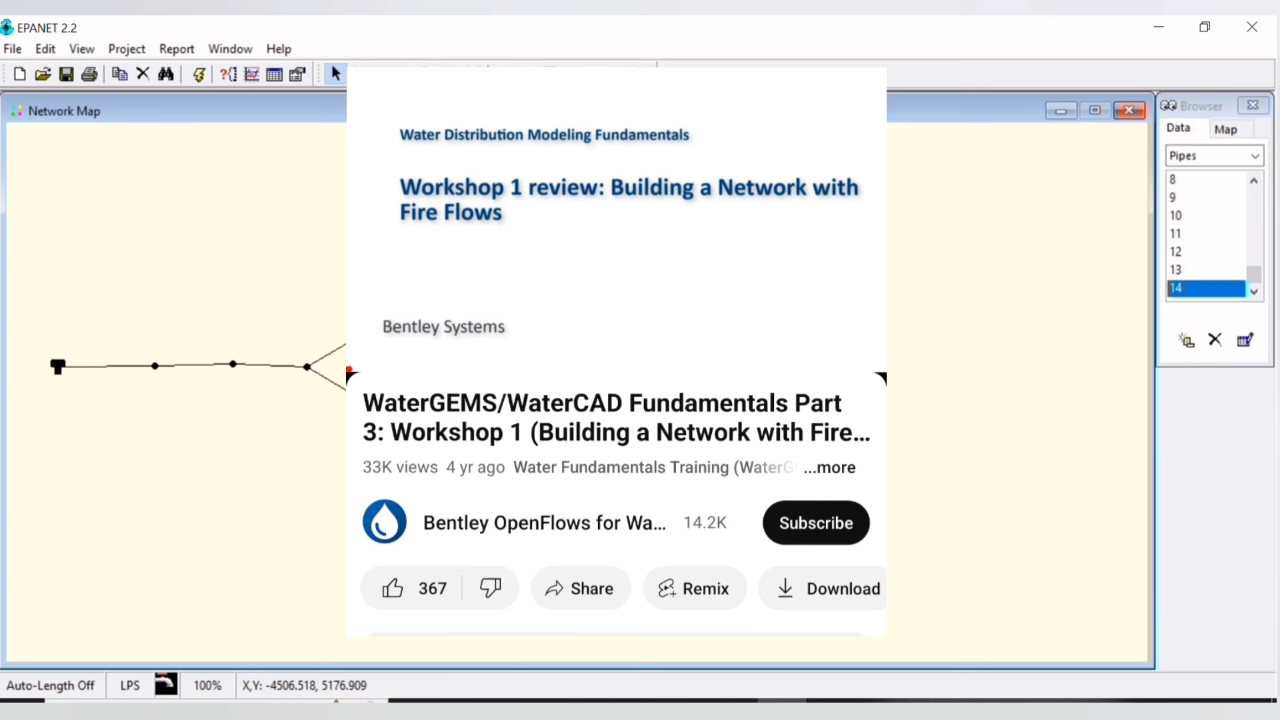 EPANET 2.2
File Edit View Project Report Window Help
Network Map
Browser
Data Map
Pipes
8
9
10
11
12
13
14
Water Distribution Modeling Fundamentals
Workshop 1 review: Building a Network with
Fire Flows
Bentley Systems
WaterGEMS/WaterCAD Fundamentals Part
3: Workshop 1 (Building a Network with Fire...
33K views 4 yr ago Water Fundamentals Training (WaterG ...more
Bentley OpenFlows for Wa... 14.2K Subscribe
367 Share Remix Download
Auto-Length Off LPS 100% X,Y: -4506.518, 5176.909